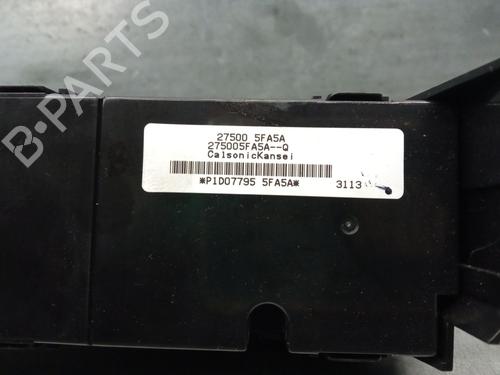 27500 5FA5A
275005FA5A--Q
CalsonicKansei
*P1D07795 5FA5A* 3113
B-PARTS